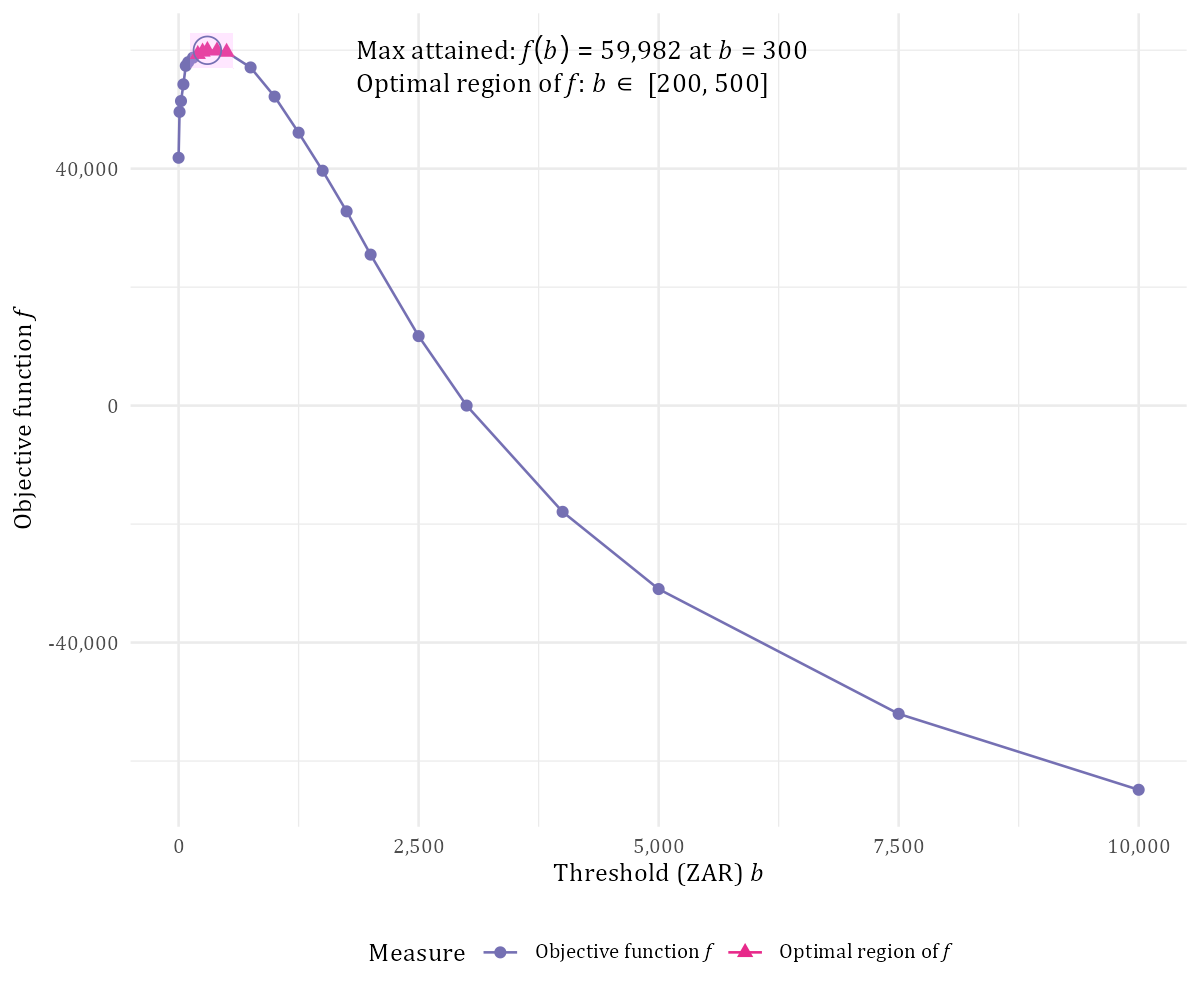 Max attained: f(b) = 59,982 at b = 300
Optimal region of f: b ∈ [200, 500]
40,000
0
-40,000
Objective function f
0 2,500 5,000 7,500 10,000
Threshold (ZAR) b
Measure Objective function f Optimal region of f